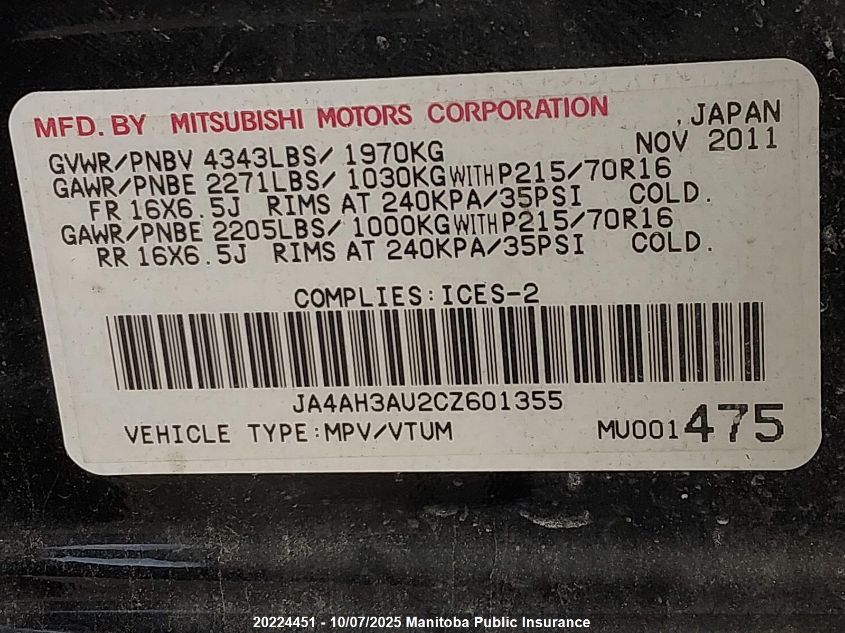 MFD. BY MITSUBISHI MOTORS CORPORATION , JAPAN
NOV 2011
GVWR/PNBV 4343LBS/ 1970KG
GAWR/PNBE 2271LBS/ 1030KG WITH P215/70R16
FR 16X6.5J RIMS AT 240KPA/35PSI COLD.
GAWR/PNBE 2205LBS/ 1000KG WITH P215/70R16
RR 16X6.5J RIMS AT 240KPA/35PSI COLD.
COMPLIES:ICES-2
JA4AH3AU2CZ601355
VEHICLE TYPE:MPV/VTUM MU001475
20224451 - 10/07/2025 Manitoba Public Insurance